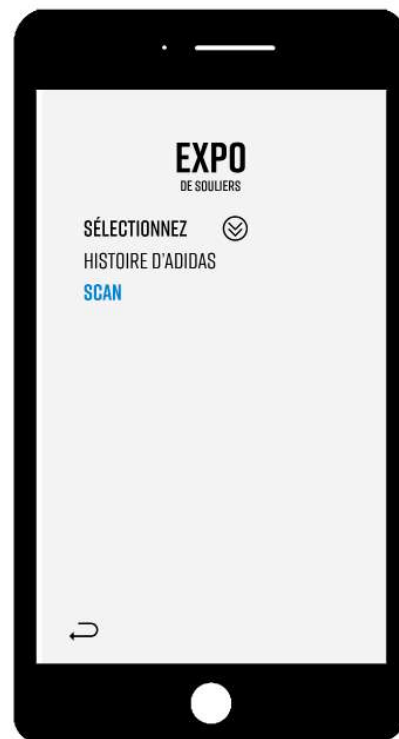 EXPO
DE SOULIERS
SÉLECTIONNEZ
HISTOIRE D'ADIDAS
SCAN